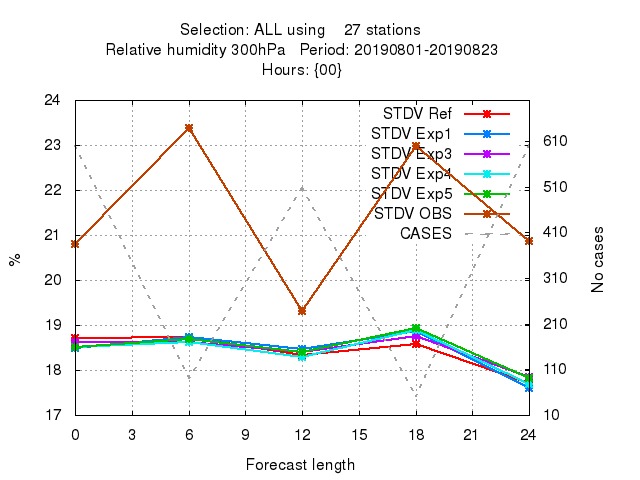 Selection: ALL using 27 stations
Relative humidity 300hPa Period: 20190801-20190823
Hours: {00}
STDV Ref
STDV Exp1
STDV Exp3
STDV Exp4
STDV Exp5
STDV OBS
CASES
24
23
22
21
20
19
18
17
%
610
510
410
310
210
110
10
No cases
0 3 6 9 12 15 18 21 24
Forecast length